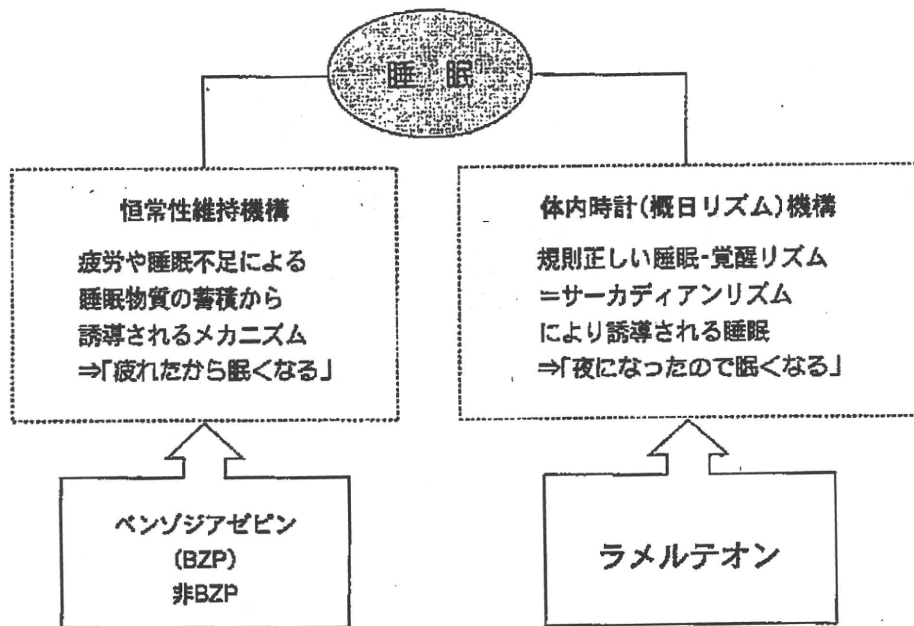 睡眠
恒常性維持機構
疲労や睡眠不足による
睡眠物質の蓄積から
誘導されるメカニズム
⇒「疲れたから眠くなる」
体内時計(概日リズム)機構
規則正しい睡眠-覚醒リズム
=サーカディアンリズム
により誘導される睡眠
⇒「夜になったので眠くなる」
ベンゾジアゼピン
(BZP)
非BZP
ラメルテオン